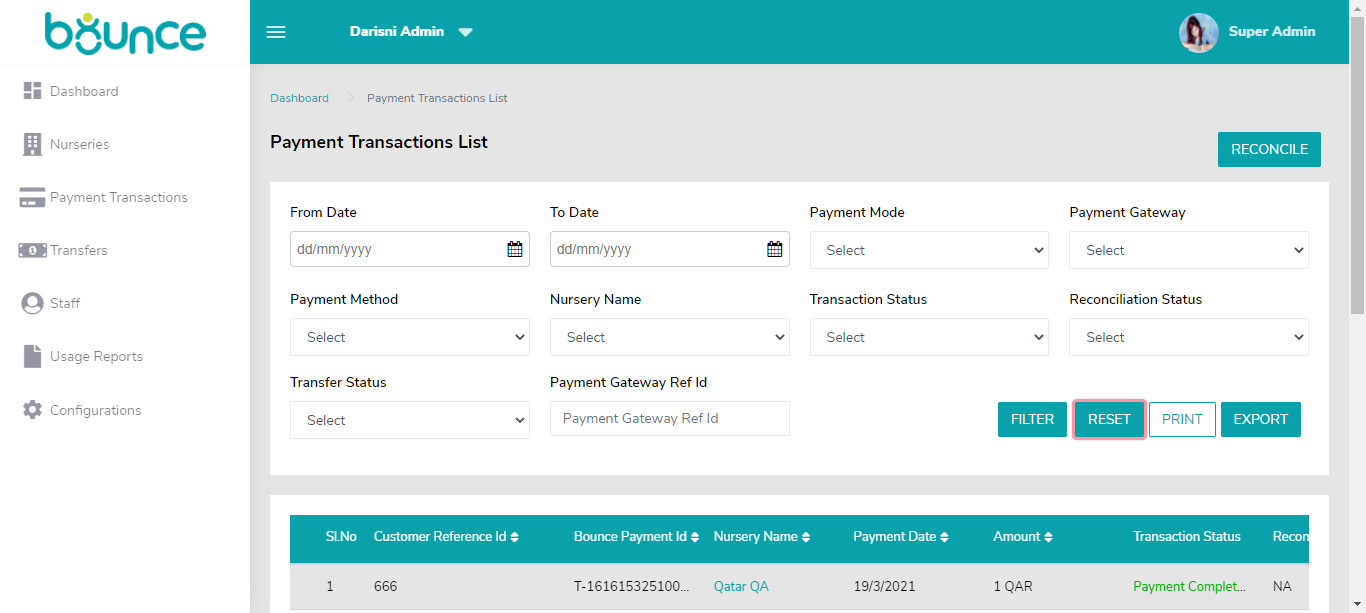 bounce
Darisni Admin
Super Admin
Dashboard
Nurseries
Payment Transactions
Transfers
Staff
Usage Reports
Configurations
Dashboard Payment Transactions List
Payment Transactions List
RECONCILE
From Date To Date Payment Mode Payment Gateway
dd/mm/yyyy dd/mm/yyyy Select Select
Payment Method Nursery Name Transaction Status Reconciliation Status
Select Select Select Select
Transfer Status Payment Gateway Ref Id
Select Payment Gateway Ref Id FILTER RESET PRINT EXPORT
Sl.No Customer Reference Id Bounce Payment Id Nursery Name Payment Date Amount Transaction Status Recon
1 666 T-161615325100... Qatar QA 19/3/2021 1 QAR Payment Complet... NA